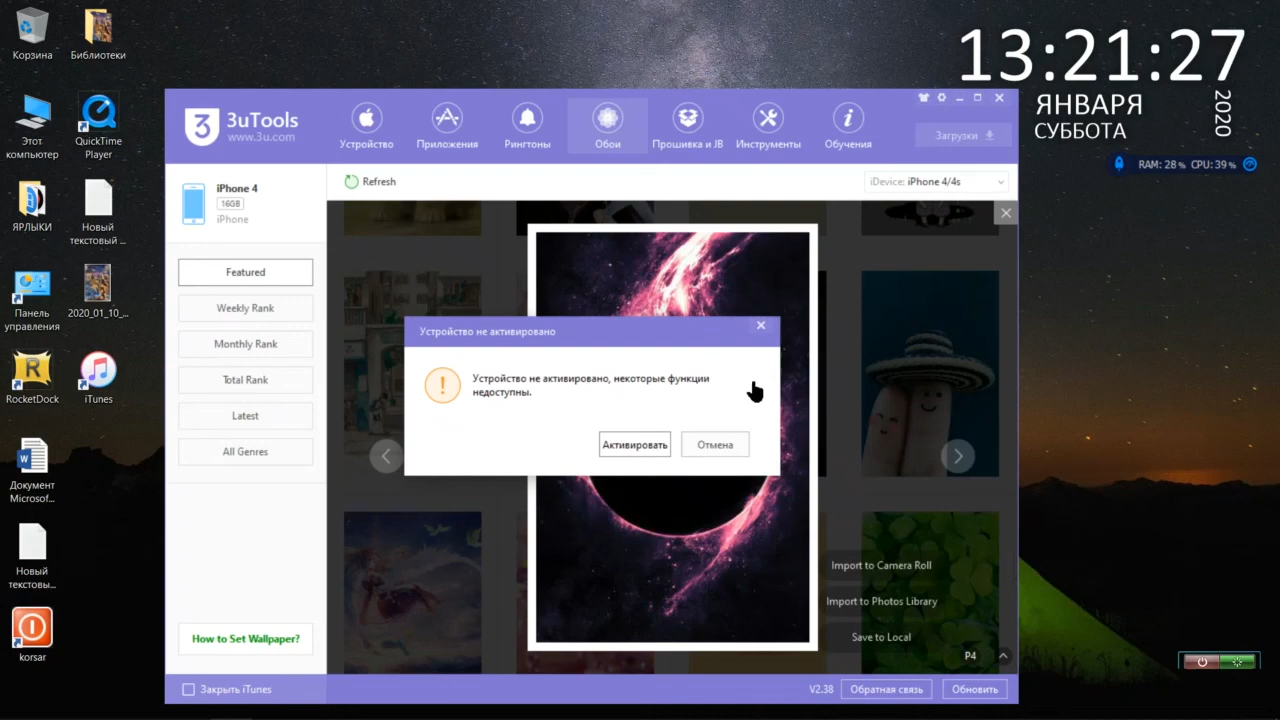 Корзина
Библиотеки
Этот
компьютер
QuickTime
Player
ЯРЛЫКИ
Новый
текстовый ...
Панель
управления
2020_01_10_...
RocketDock
iTunes
Документ
Microsof...
Новый
текстовы...
korsar
13:21:27
ЯНВАРЯ
СУББОТА
2020
RAM: 28 % CPU: 39 %
3uTools
www.3u.com
Устройство
Приложения
Рингтоны
Обои
Прошивка и JB
Инструменты
Обучения
Загрузки
iPhone 4
16GB
iPhone
Refresh
iDevice: iPhone 4/4s
Featured
Weekly Rank
Monthly Rank
Total Rank
Latest
All Genres
How to Set Wallpaper?
Устройство не активировано
Устройство не активировано, некоторые функции
недоступны.
Активировать
Отмена
Import to Camera Roll
Import to Photos Library
Save to Local
P4
Закрыть iTunes
V2.38
Обратная связь
Обновить